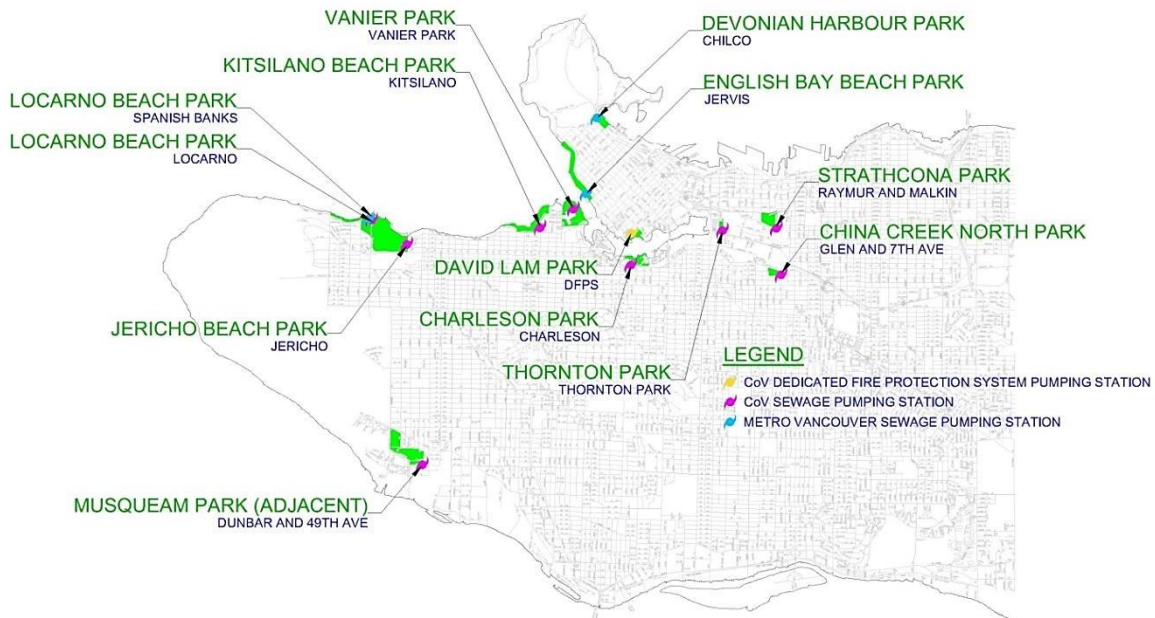 VANIER PARK
VANIER PARK
DEVONIAN HARBOUR PARK
CHILCO
KITSILANO BEACH PARK
KITSILANO
ENGLISH BAY BEACH PARK
JERVIS
LOCARNO BEACH PARK
SPANISH BANKS
LOCARNO BEACH PARK
LOCARNO
STRATHCONA PARK
RAYMUR AND MALKIN
CHINA CREEK NORTH PARK
GLEN AND 7TH AVE
DAVID LAM PARK
DFPS
JERICHO BEACH PARK
JERICHO
CHARLESON PARK
CHARLESON
THORNTON PARK
THORNTON PARK
LEGEND
CoV DEDICATED FIRE PROTECTION SYSTEM PUMPING STATION
CoV SEWAGE PUMPING STATION
METRO VANCOUVER SEWAGE PUMPING STATION
MUSQUEAM PARK (ADJACENT)
DUNBAR AND 49TH AVE